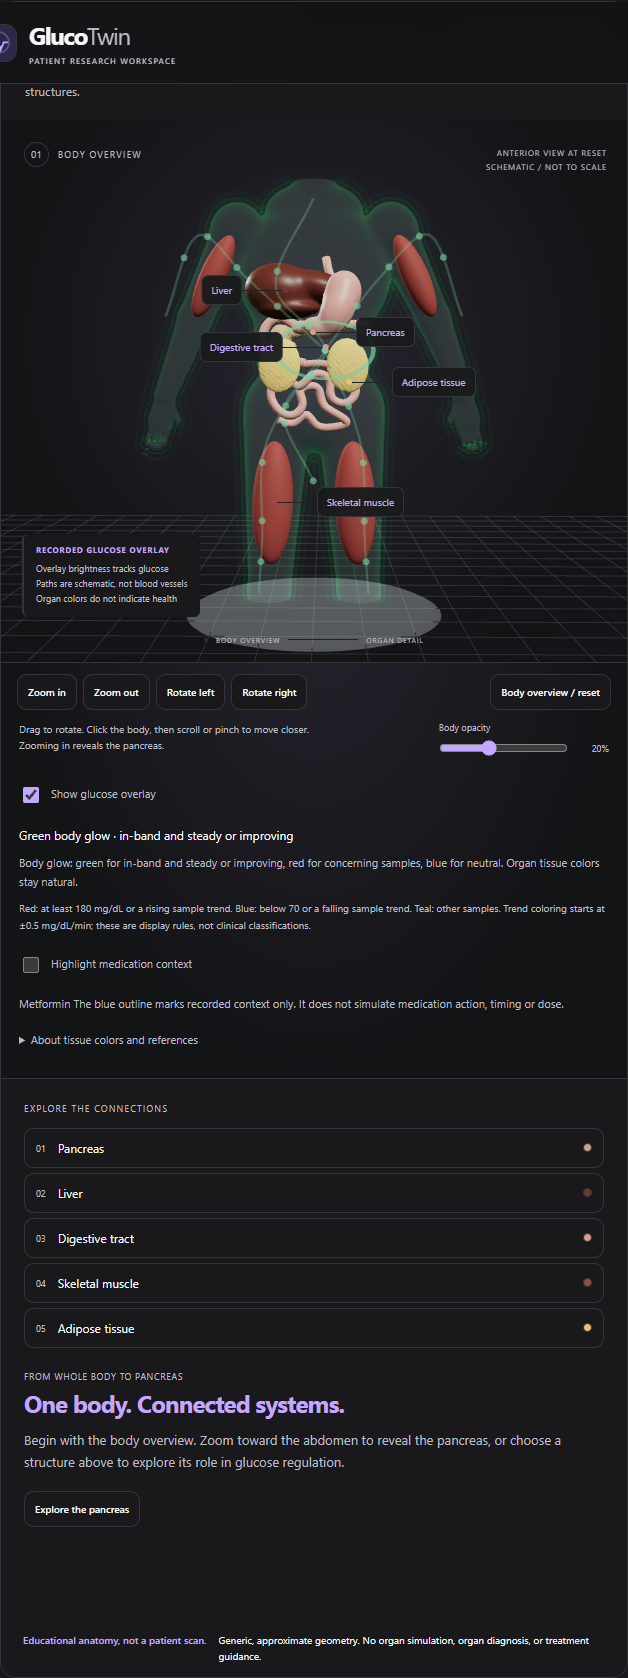 GlucoTwin
PATIENT RESEARCH WORKSPACE
structures.
01 BODY OVERVIEW
ANTERIOR VIEW AT RESET
SCHEMATIC / NOT TO SCALE
Liver
Pancreas
Digestive tract
Adipose tissue
Skeletal muscle
RECORDED GLUCOSE OVERLAY
Overlay brightness tracks glucose
Paths are schematic, not blood vessels
Organ colors do not indicate health
BODY OVERVIEW
ORGAN DETAIL
Zoom in
Zoom out
Rotate left
Rotate right
Body overview / reset
Drag to rotate. Click the body, then scroll or pinch to move closer.
Zooming in reveals the pancreas.
Body opacity
20%
Show glucose overlay
Green body glow · in-band and steady or improving
Body glow: green for in-band and steady or improving, red for concerning samples, blue for neutral. Organ tissue colors
stay natural.
Red: at least 180 mg/dL or a rising sample trend. Blue: below 70 or a falling sample trend. Teal: other samples. Trend coloring starts at
±0.5 mg/dL/min; these are display rules, not clinical classifications.
Highlight medication context
Metformin The blue outline marks recorded context only. It does not simulate medication action, timing or dose.
About tissue colors and references
EXPLORE THE CONNECTIONS
01 Pancreas
02 Liver
03 Digestive tract
04 Skeletal muscle
05 Adipose tissue
FROM WHOLE BODY TO PANCREAS
One body. Connected systems.
Begin with the body overview. Zoom toward the abdomen to reveal the pancreas, or choose a
structure above to explore its role in glucose regulation.
Explore the pancreas
Educational anatomy, not a patient scan.
Generic, approximate geometry. No organ simulation, organ diagnosis, or treatment
guidance.